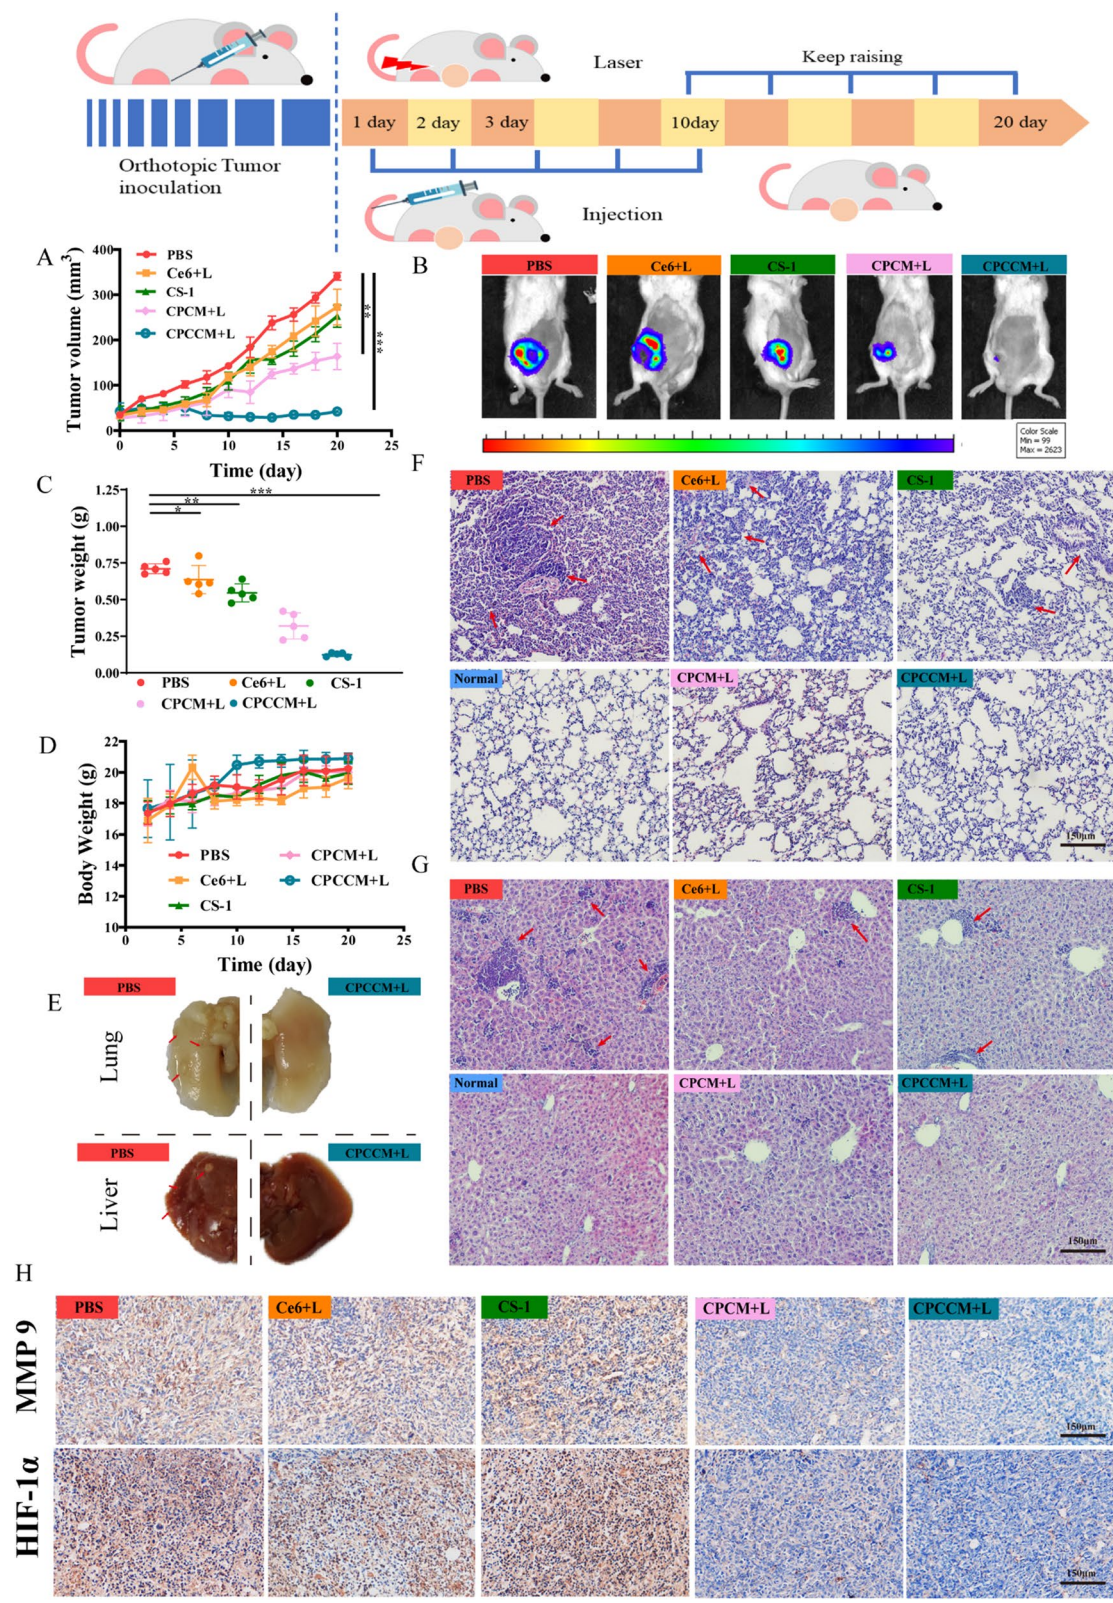 Laser
Keep raising
1 day
2 day
3 day
10day
20 day
Orthotopic Tumor
inoculation
Injection
A
Tumor volume (mm³)
400
300
200
100
0
0
5
10
15
20
25
Time (day)
PBS
Ce6+L
CS-1
CPCM+L
CPCCM+L
**
***
B
PBS
Ce6+L
CS-1
CPCM+L
CPCCM+L
Color Scale
Min = 99
Max = 2623
C
Tumor weight (g)
1.25
1.00
0.75
0.50
0.25
0.00
***
**
*
PBS
Ce6+L
CS-1
CPCM+L
CPCCM+L
D
Body Weight (g)
22
20
18
16
14
12
10
0
5
10
15
20
25
Time (day)
PBS
CPCM+L
Ce6+L
CPCCM+L
CS-1
E
PBS
CPCCM+L
Lung
PBS
CPCCM+L
Liver
F
PBS
Ce6+L
CS-1
Normal
CPCM+L
CPCCM+L
150μm
G
PBS
Ce6+L
CS-1
Normal
CPCM+L
CPCCM+L
150μm
H
MMP 9
PBS
Ce6+L
CS-1
CPCM+L
CPCCM+L
150μm
HIF-1α
150μm